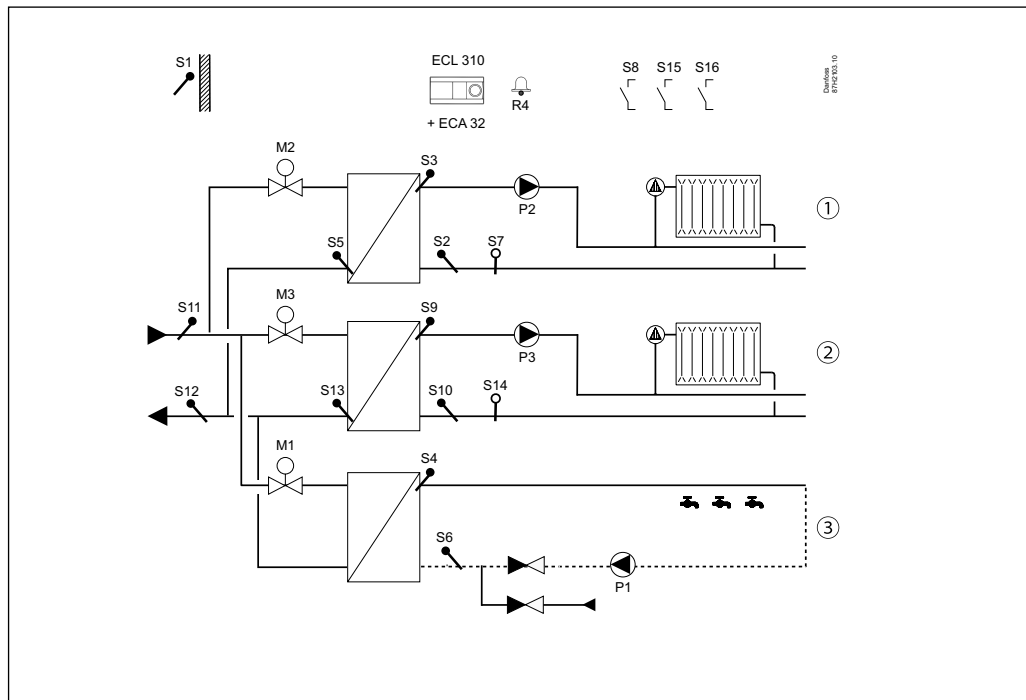 S1
ECL 310
+ ECA 32
R4
S8 S15 S16
Danfoss
87H2103.10
M2
S3
P2
S5
S2
S7
1
S11
M3
S9
P3
2
S12
S13
S10
S14
M1
S4
S6
P1
3